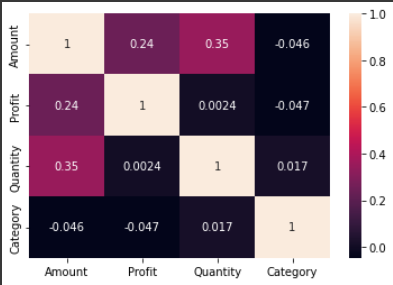 1.0
Amount 1 0.24 0.35 -0.046
0.8
Profit 0.24 1 0.0024 -0.047
0.6
0.4
Quantity 0.35 0.0024 1 0.017
0.2
Category -0.046 -0.047 0.017 1
0.0
Amount Profit Quantity Category